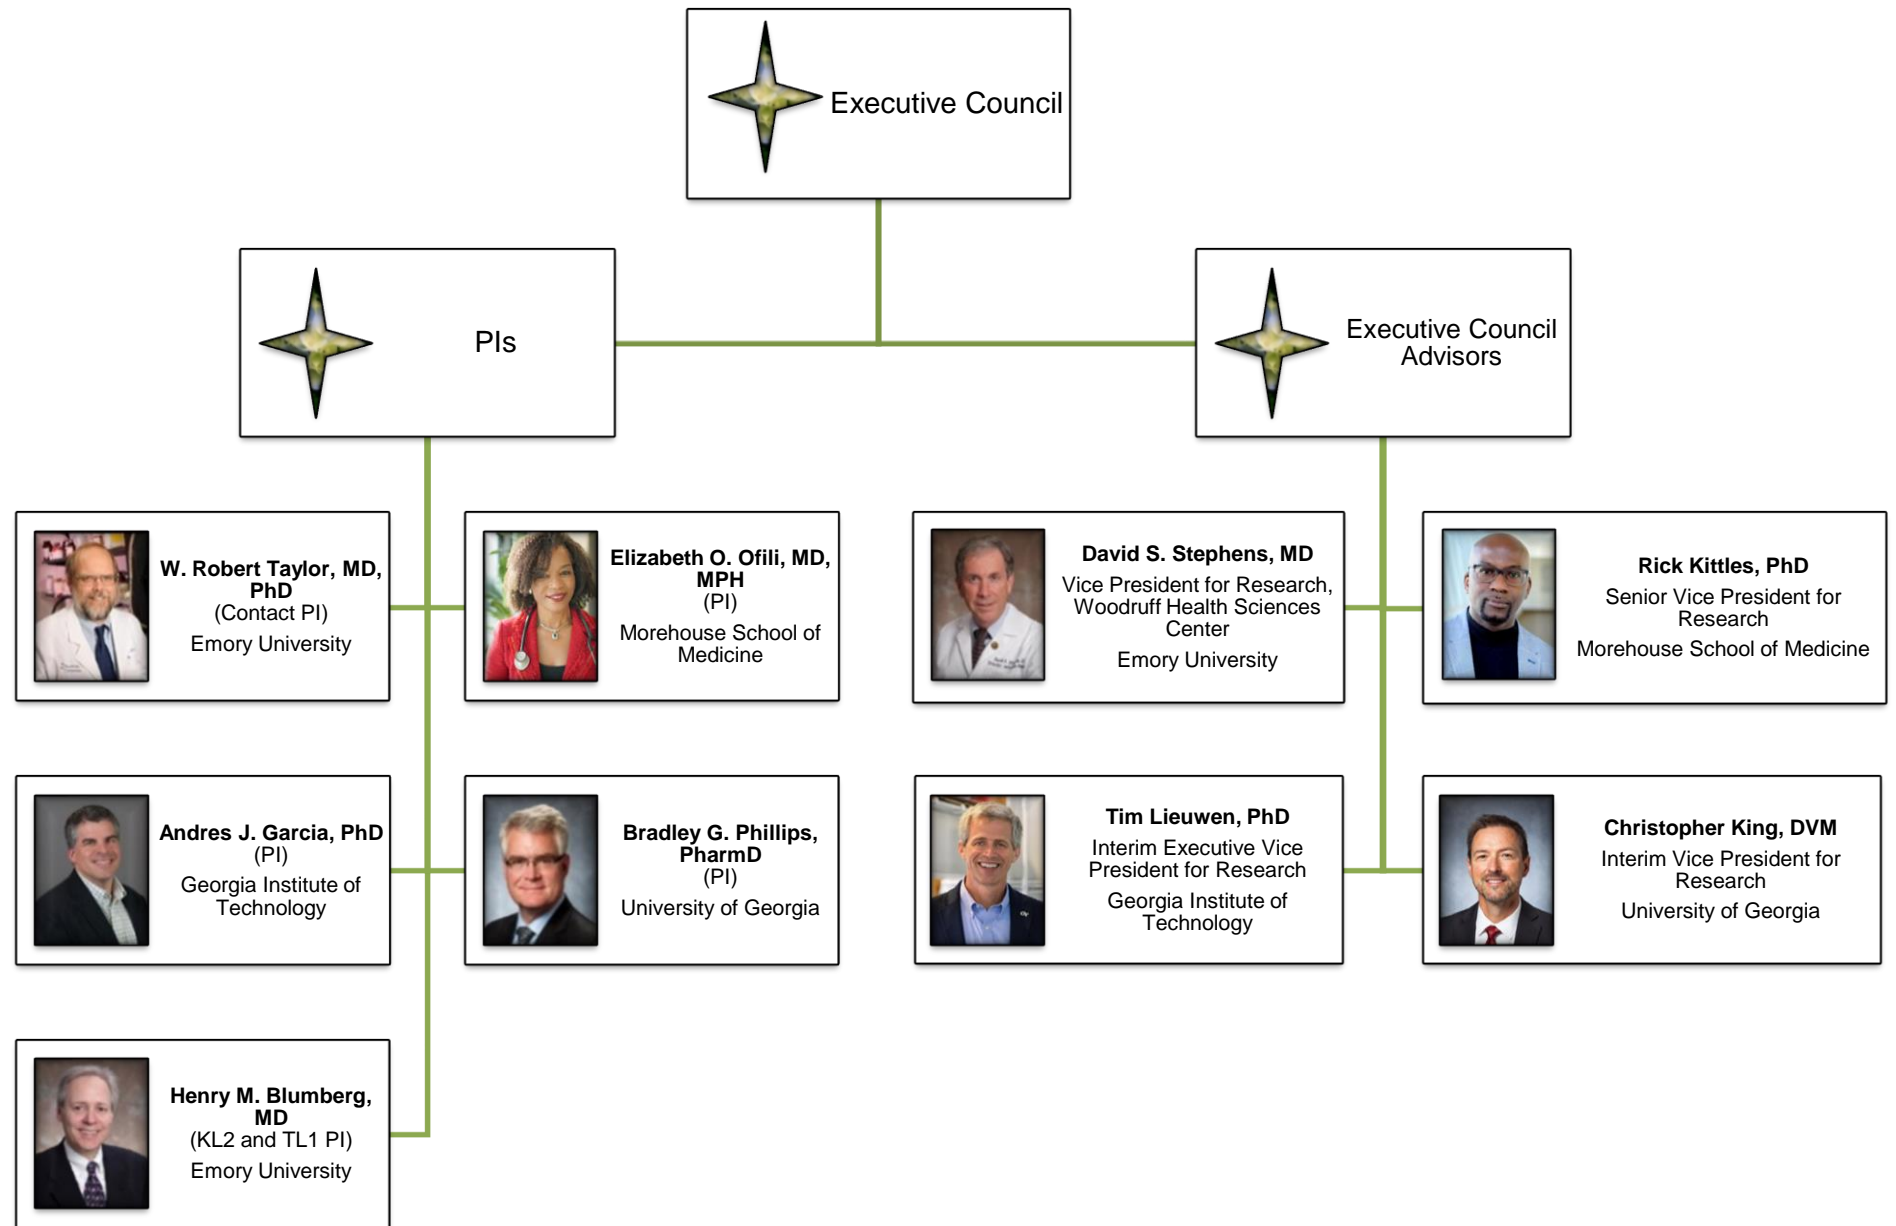 Executive Council
PIs
Executive Council
Advisors
W. Robert Taylor, MD,
PhD
(Contact PI)
Emory University
Elizabeth O. Ofili, MD,
MPH
(PI)
Morehouse School of
Medicine
David S. Stephens, MD
Vice President for Research,
Woodruff Health Sciences
Center
Emory University
Rick Kittles, PhD
Senior Vice President for
Research
Morehouse School of Medicine
Andres J. Garcia, PhD
(PI)
Georgia Institute of
Technology
Bradley G. Phillips,
PharmD
(PI)
University of Georgia
Tim Lieuwen, PhD
Interim Executive Vice
President for Research
Georgia Institute of
Technology
Christopher King, DVM
Interim Vice President for
Research
University of Georgia
Henry M. Blumberg,
MD
(KL2 and TL1 PI)
Emory University